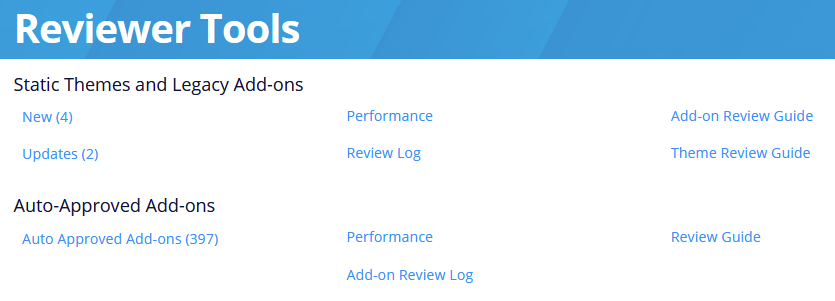 Reviewer Tools
Static Themes and Legacy Add-ons
New (4)
Performance
Add-on Review Guide
Updates (2)
Review Log
Theme Review Guide
Auto-Approved Add-ons
Auto Approved Add-ons (397)
Performance
Review Guide
Add-on Review Log